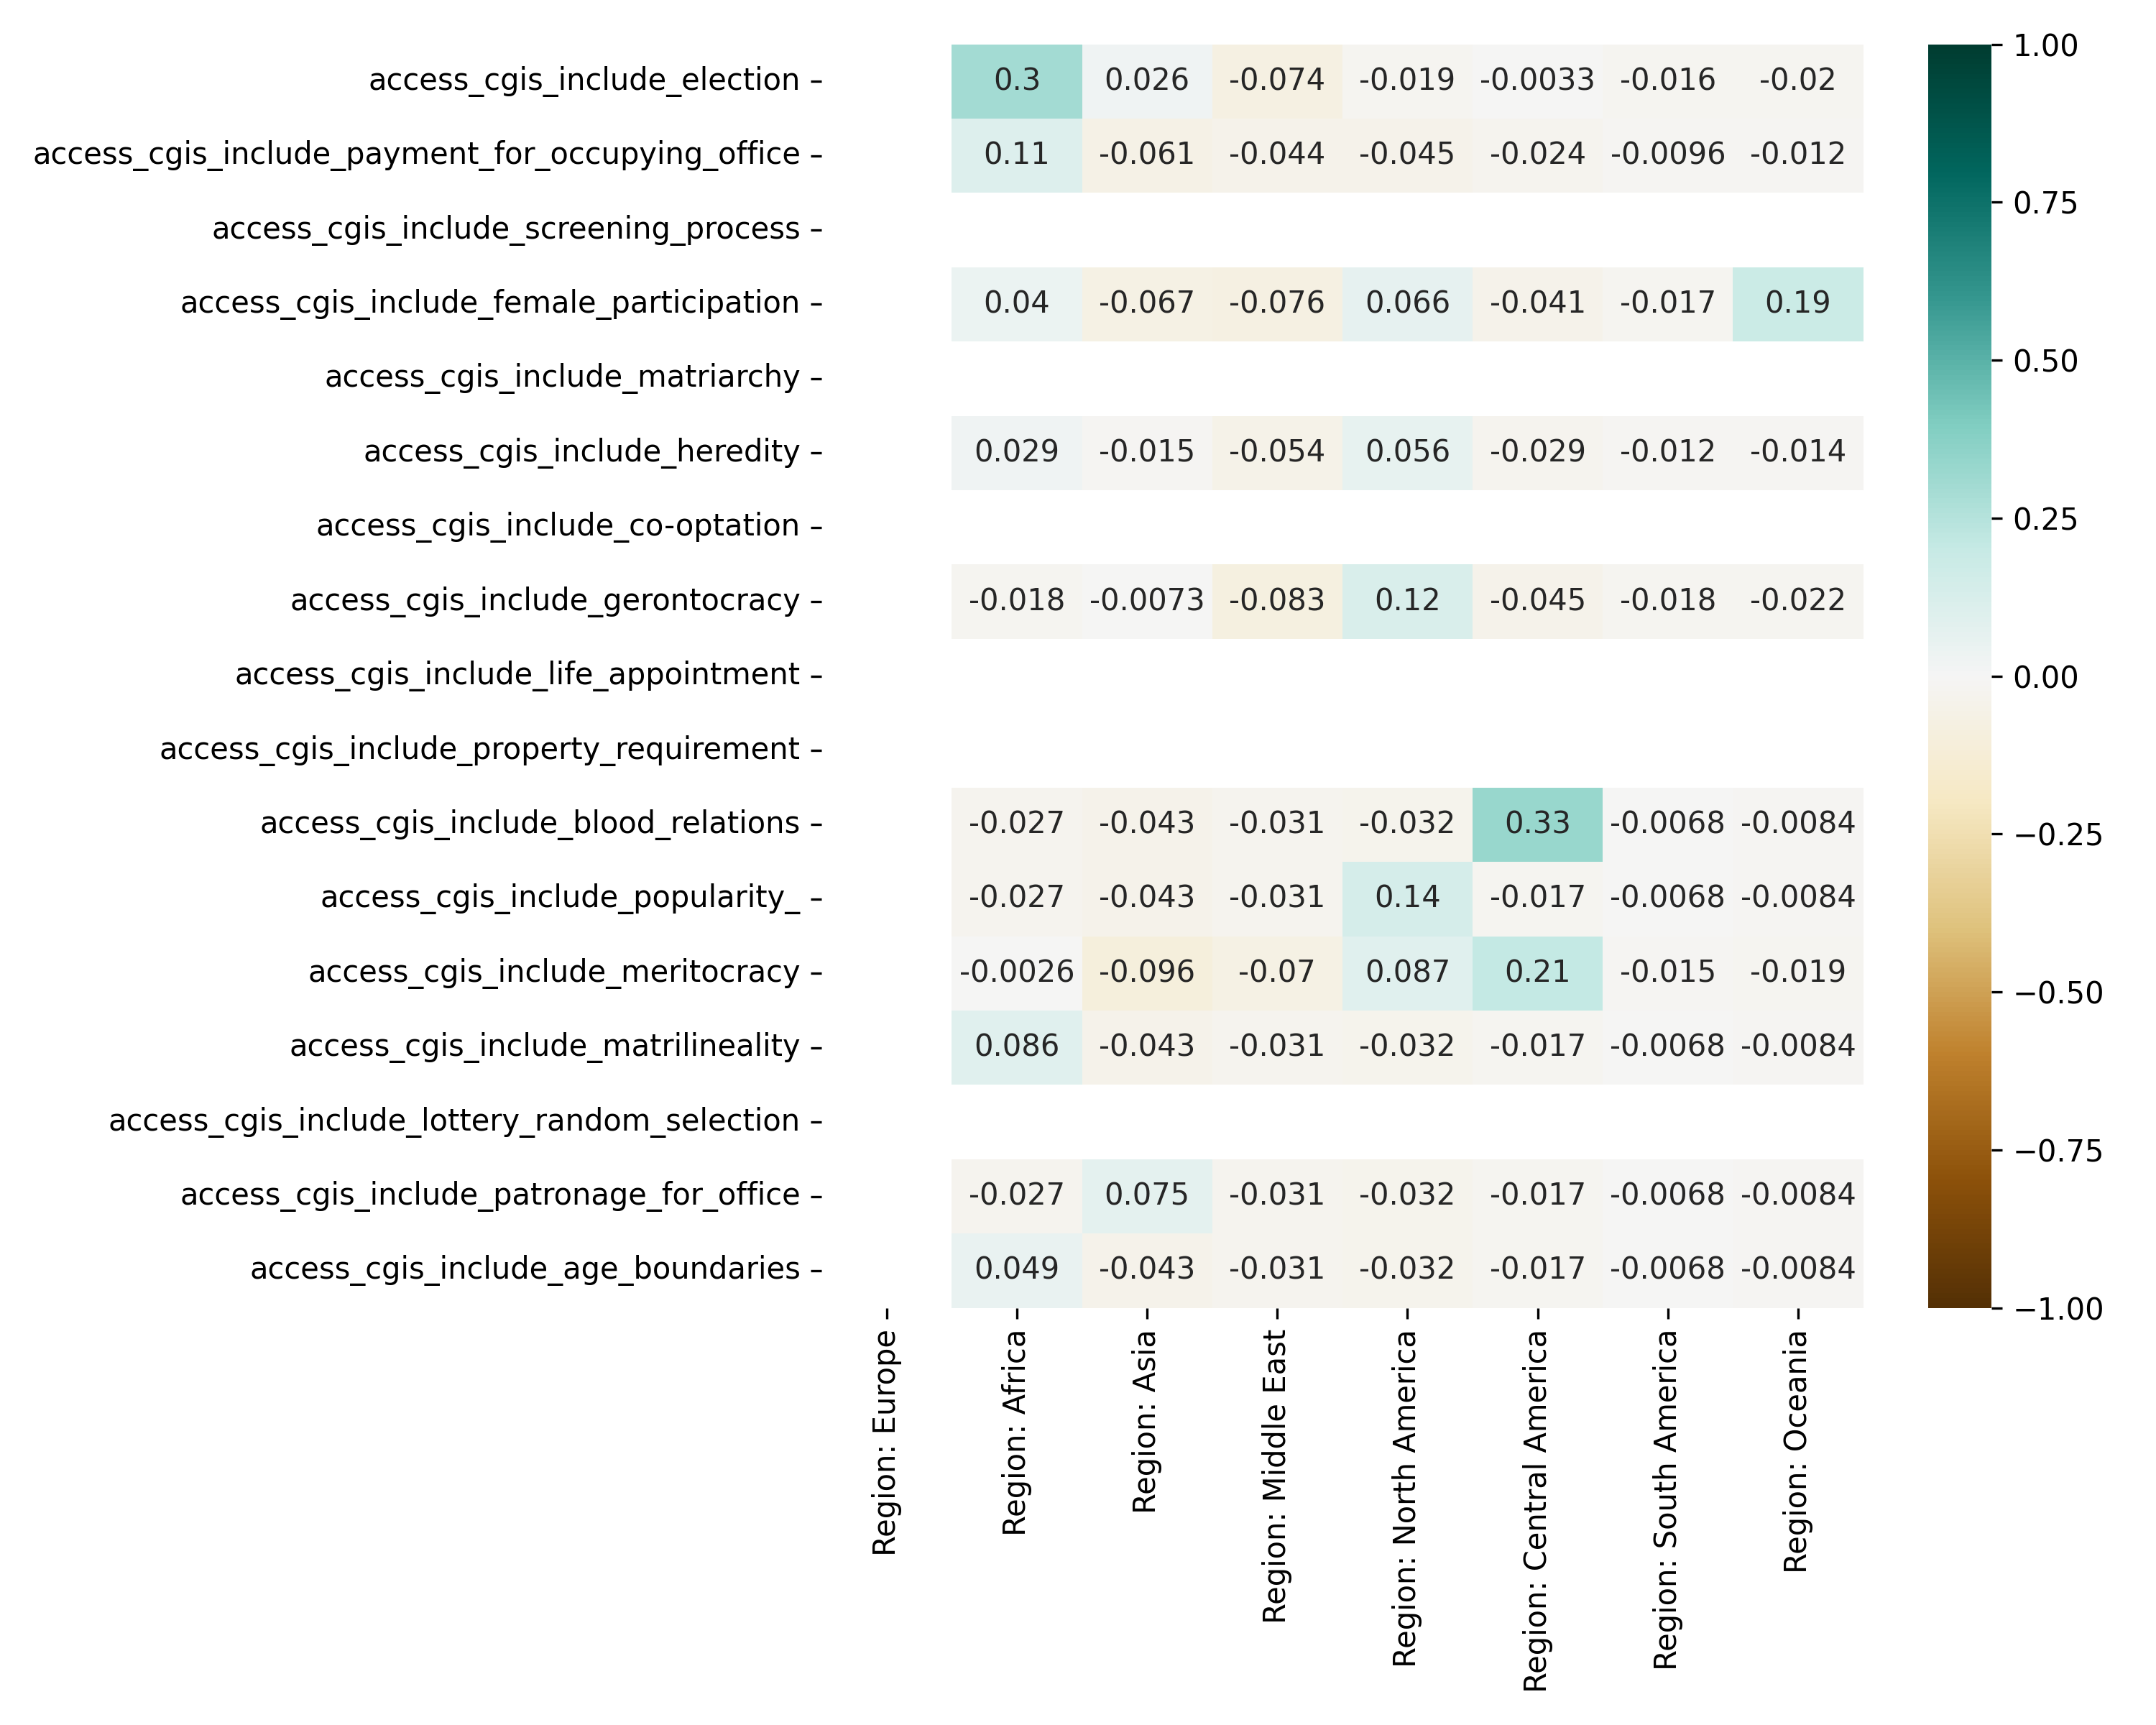 access_cgis_include_election 0.3 0.026 -0.074 -0.019 -0.0033 -0.016 -0.02
access_cgis_include_payment_for_occupying_office 0.11 -0.061 -0.044 -0.045 -0.024 -0.0096 -0.012
access_cgis_include_screening_process
access_cgis_include_female_participation 0.04 -0.067 -0.076 0.066 -0.041 -0.017 0.19
access_cgis_include_matriarchy
access_cgis_include_heredity 0.029 -0.015 -0.054 0.056 -0.029 -0.012 -0.014
access_cgis_include_co-optation
access_cgis_include_gerontocracy -0.018 -0.0073 -0.083 0.12 -0.045 -0.018 -0.022
access_cgis_include_life_appointment
access_cgis_include_property_requirement
access_cgis_include_blood_relations -0.027 -0.043 -0.031 -0.032 0.33 -0.0068 -0.0084
access_cgis_include_popularity_ -0.027 -0.043 -0.031 0.14 -0.017 -0.0068 -0.0084
access_cgis_include_meritocracy -0.0026 -0.096 -0.07 0.087 0.21 -0.015 -0.019
access_cgis_include_matrilineality 0.086 -0.043 -0.031 -0.032 -0.017 -0.0068 -0.0084
access_cgis_include_lottery_random_selection
access_cgis_include_patronage_for_office -0.027 0.075 -0.031 -0.032 -0.017 -0.0068 -0.0084
access_cgis_include_age_boundaries 0.049 -0.043 -0.031 -0.032 -0.017 -0.0068 -0.0084
Region: Europe
Region: Africa
Region: Asia
Region: Middle East
Region: North America
Region: Central America
Region: South America
Region: Oceania
1.00
0.75
0.50
0.25
0.00
−0.25
−0.50
−0.75
−1.00